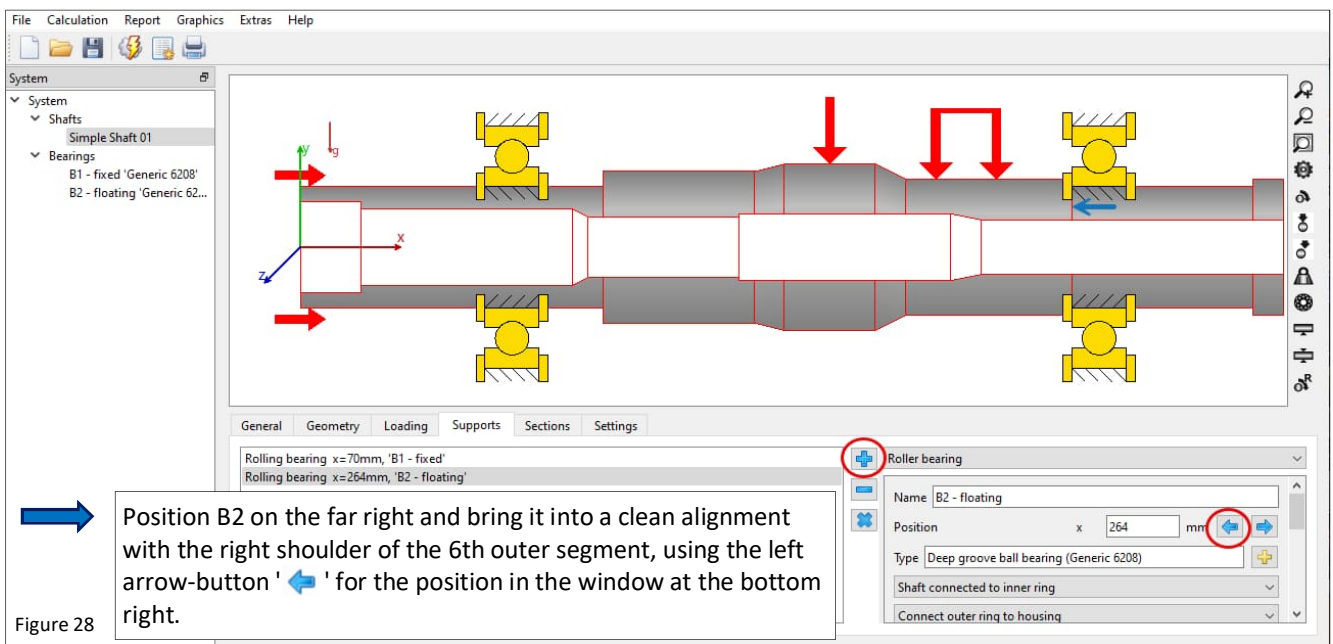 File Calculation Report Graphics Extras Help
System
System
Shafts
Simple Shaft 01
Bearings
B1 - fixed 'Generic 6208'
B2 - floating 'Generic 62...
y
g
x
z
R
General Geometry Loading Supports Sections Settings
Rolling bearing x=70mm, 'B1 - fixed'
Rolling bearing x=264mm, 'B2 - floating'
Roller bearing
Name B2 - floating
Position x 264 mm
Type Deep groove ball bearing (Generic 6208)
Shaft connected to inner ring
Connect outer ring to housing
Position B2 on the far right and bring it into a clean alignment
with the right shoulder of the 6th outer segment, using the left
arrow-button ' ' for the position in the window at the bottom
right.
Figure 28